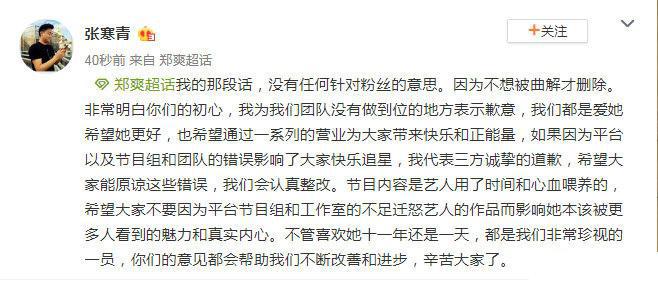 张寒青
+关注
40秒前 来自 郑爽超话
郑爽超话我的那段话，没有任何针对粉丝的意思。因为不想被曲解才删除。
非常明白你们的初心，我为我们团队没有做到位的地方表示歉意，我们都是爱她
希望她更好，也希望通过一系列的营业为大家带来快乐和正能量，如果因为平台
以及节目组和团队的错误影响了大家快乐追星，我代表三方诚挚的道歉，希望大
家能原谅这些错误，我们会认真整改。节目内容是艺人用了时间和心血喂养的，
希望大家不要因为平台节目组和工作室的不足迁怒艺人的作品而影响她本该被更
多人看到的魅力和真实内心。不管喜欢她十一年还是一天，都是我们非常珍视的
一员，你们的意见都会帮助我们不断改善和进步，辛苦大家了。